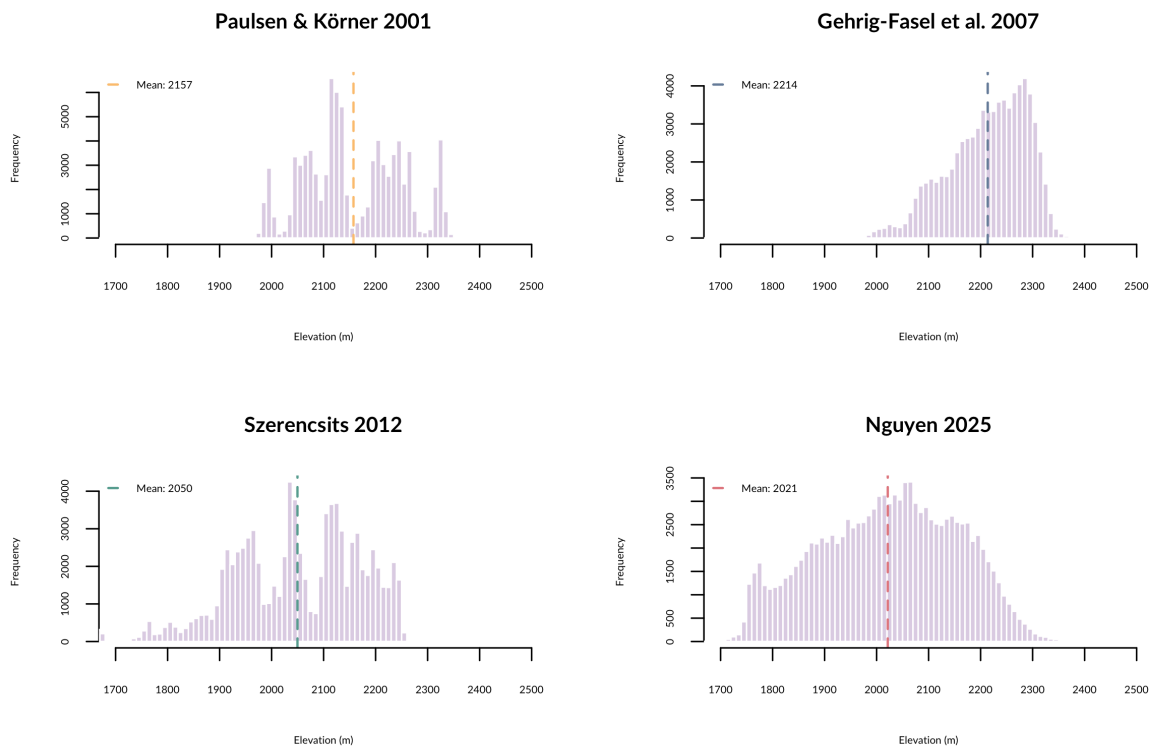 Paulsen & Körner 2001
Mean: 2157
Frequency
0 1000 3000 5000
1700 1800 1900 2000 2100 2200 2300 2400 2500
Elevation (m)
Gehrig-Fasel et al. 2007
Mean: 2214
Frequency
0 1000 2000 3000 4000
1700 1800 1900 2000 2100 2200 2300 2400 2500
Elevation (m)
Szerencsits 2012
Mean: 2050
Frequency
0 1000 2000 3000 4000
1700 1800 1900 2000 2100 2200 2300 2400 2500
Elevation (m)
Nguyen 2025
Mean: 2021
Frequency
0 500 1500 2500 3500
1700 1800 1900 2000 2100 2200 2300 2400 2500
Elevation (m)